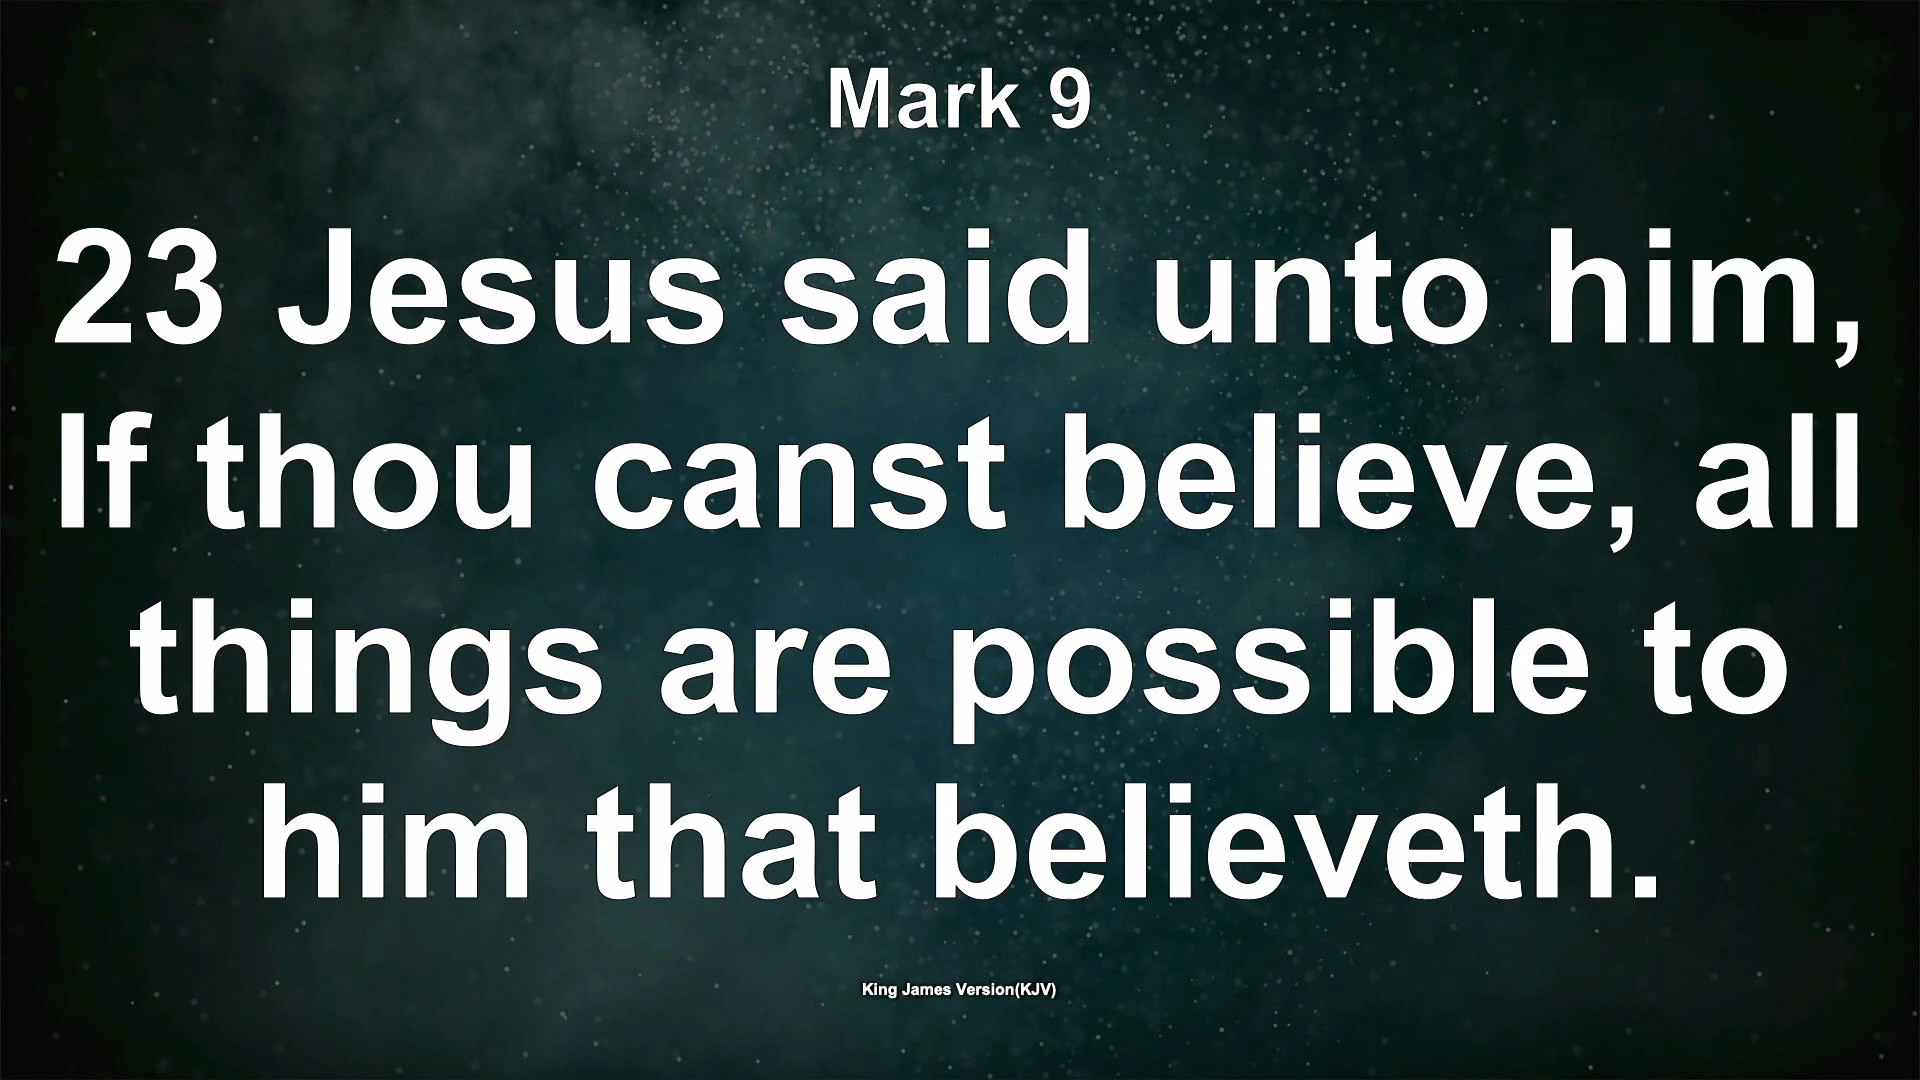 Mark 9
23 Jesus said unto him,
If thou canst believe, all
things are possible to
him that believeth.
King James Version(KJV)